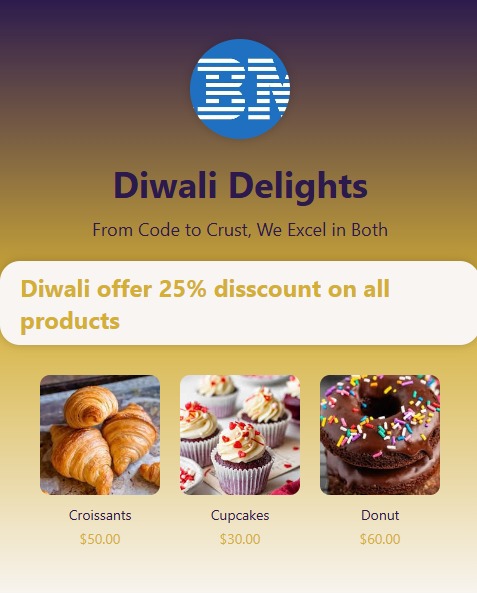 BM
Diwali Delights
From Code to Crust, We Excel in Both
Diwali offer 25% disscount on all
products
Croissants
Cupcakes
Donut
$50.00
$30.00
$60.00